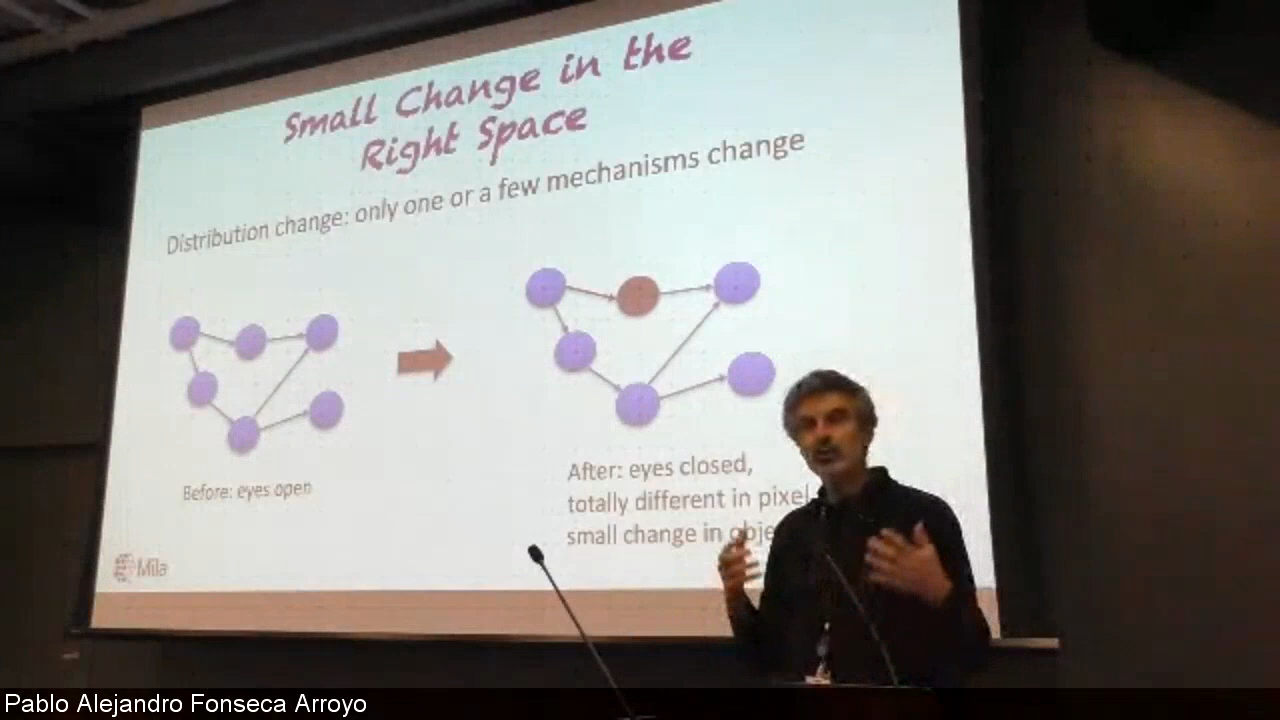 Small Change in the
Right Space
Distribution change: only one or a few mechanisms change
Before: eyes open
After: eyes closed,
totally different in pixel
small change in obje
Mila
Pablo Alejandro Fonseca Arroyo